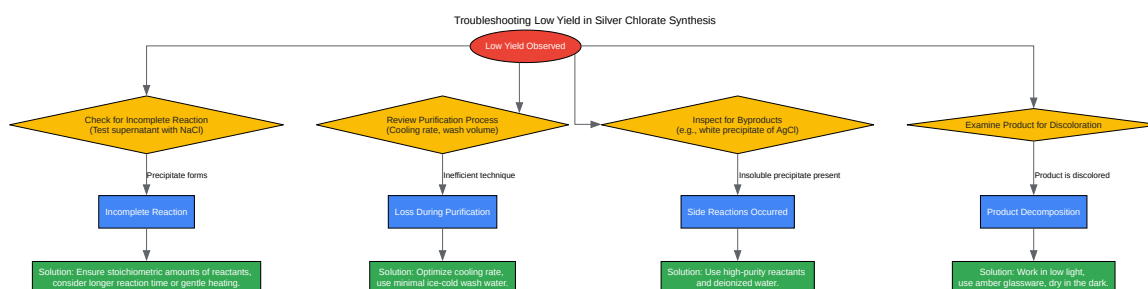 Troubleshooting Low Yield in Silver Chlorate Synthesis
Low Yield Observed
Check for Incomplete Reaction
(Test supernatant with NaCl)
Review Purification Process
(Cooling rate, wash volume)
Inspect for Byproducts
(e.g., white precipitate of AgCl)
Examine Product for Discoloration
Precipitate forms
Inefficient technique
Insoluble precipitate present
Product is discolored
Incomplete Reaction
Loss During Purification
Side Reactions Occurred
Product Decomposition
Solution: Ensure stoichiometric amounts of reactants,
consider longer reaction time or gentle heating.
Solution: Optimize cooling rate,
use minimal ice-cold wash water.
Solution: Use high-purity reactants
and deionized water.
Solution: Work in low light,
use amber glassware, dry in the dark.